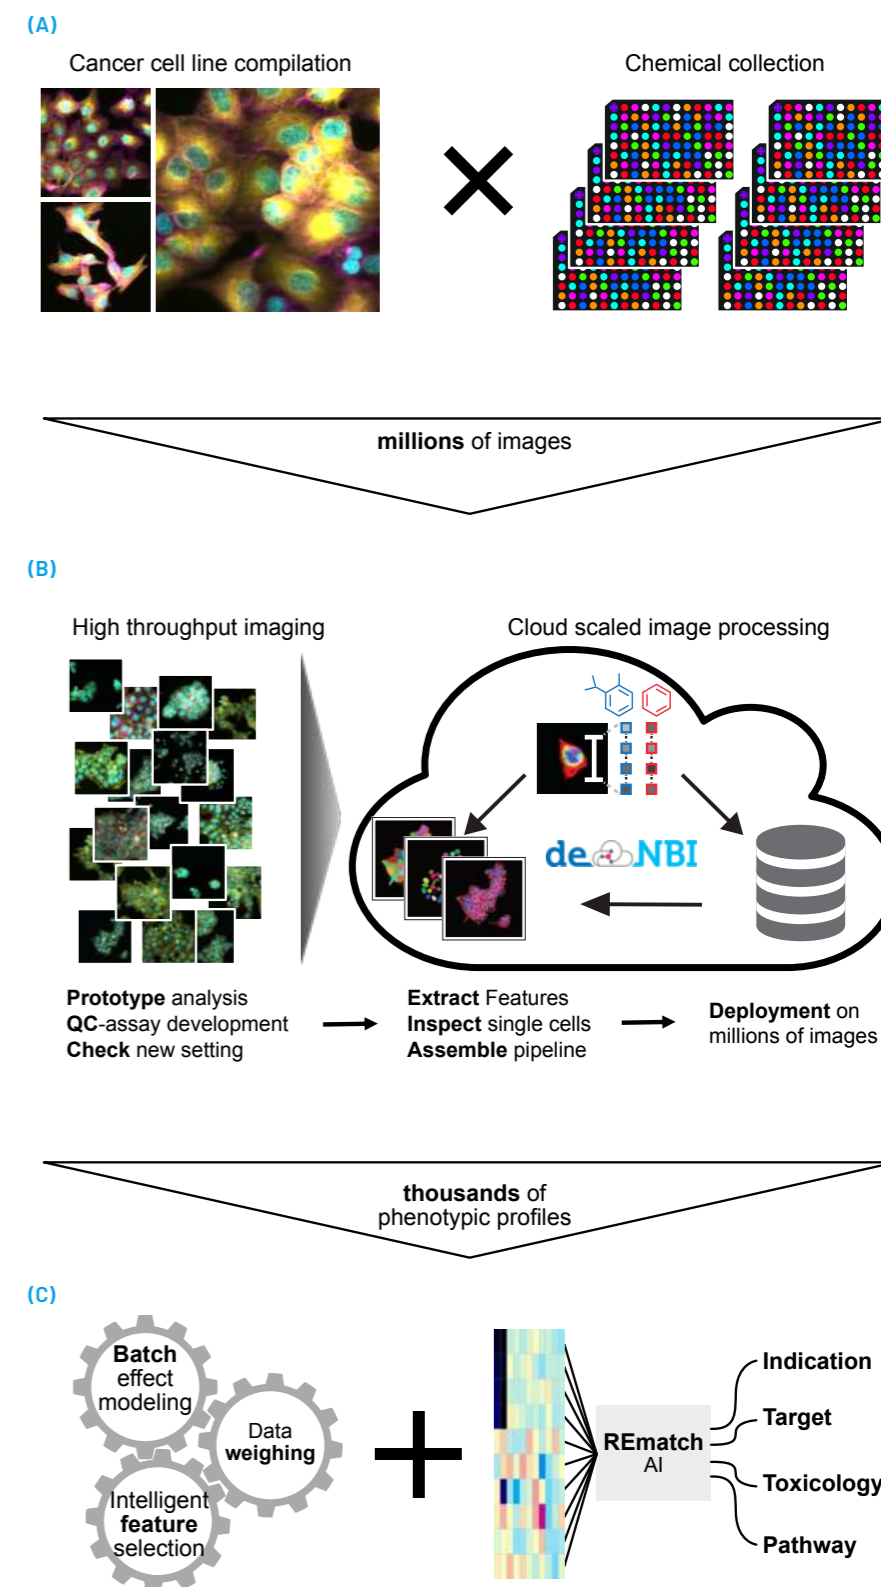 (A)
Cancer cell line compilation
Chemical collection
millions of images
(B)
High throughput imaging
Cloud scaled image processing
de NBI
Prototype analysis
QC-assay development
Check new setting
Extract Features
Inspect single cells
Assemble pipeline
Deployment on
millions of images
thousands of
phenotypic profiles
(C)
Batch
effect
modeling
Data
weighing
Intelligent
feature
selection
REmatch
AI
Indication
Target
Toxicology
Pathway